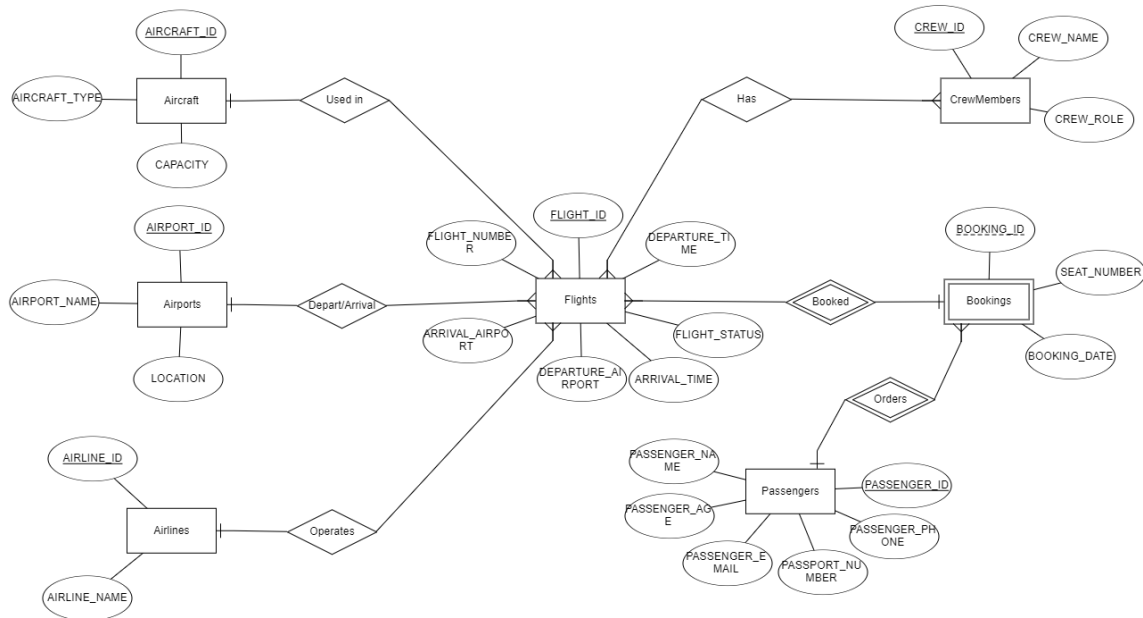 AIRCRAFT_ID
CREW_ID
CREW_NAME
AIRCRAFT_TYPE
Aircraft
Used in
Has
CrewMembers
CREW_ROLE
CAPACITY
AIRPORT_ID
FLIGHT_ID
BOOKING_ID
FLIGHT_NUMBE
R
DEPARTURE_TI
ME
SEAT_NUMBER
AIRPORT_NAME
Airports
Depart/Arrival
Flights
Booked
Bookings
ARRIVAL_AIRPO
RT
FLIGHT_STATUS
BOOKING_DATE
LOCATION
DEPARTURE_AI
RPORT
ARRIVAL_TIME
Orders
AIRLINE_ID
PASSENGER_NA
ME
Passengers
PASSENGER_ID
PASSENGER_AG
E
PASSENGER_PH
ONE
Airlines
Operates
PASSENGER_E
MAIL
PASSPORT_NU
MBER
AIRLINE_NAME